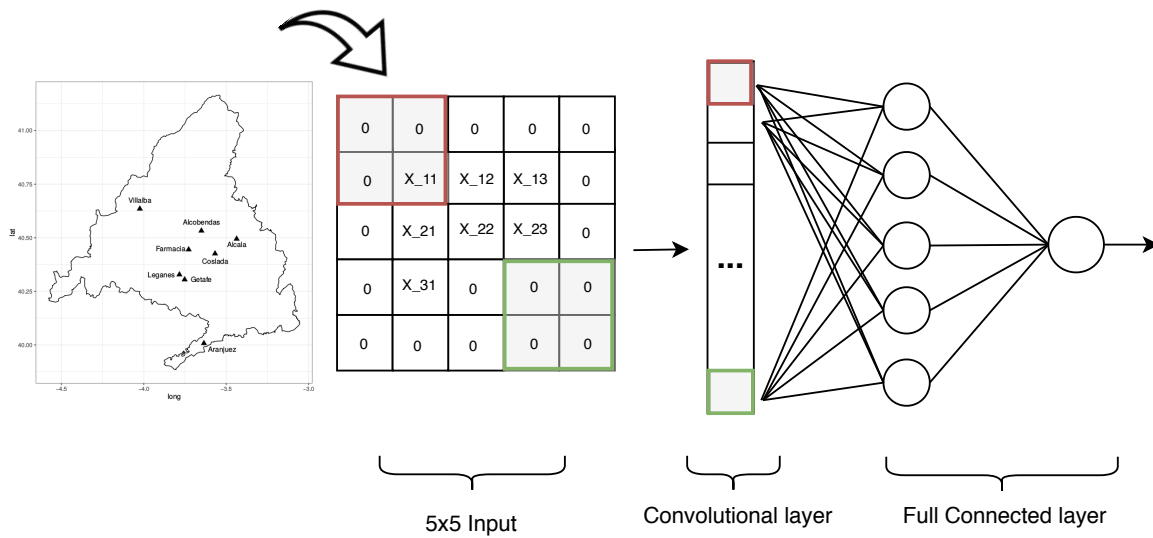 41.00
40.75
40.50
40.25
40.00
lat
−4.5
−4.0
−3.5
−3.0
long
Villalba
Alcobendas
Farmacia
Alcala
Coslada
Leganes
Getafe
Aranjuez
0 0 0 0 0
0 X_11 X_12 X_13 0
0 X_21 X_22 X_23 0
0 X_31 0 0 0
0 0 0 0 0
...
5x5 Input
Convolutional layer
Full Connected layer